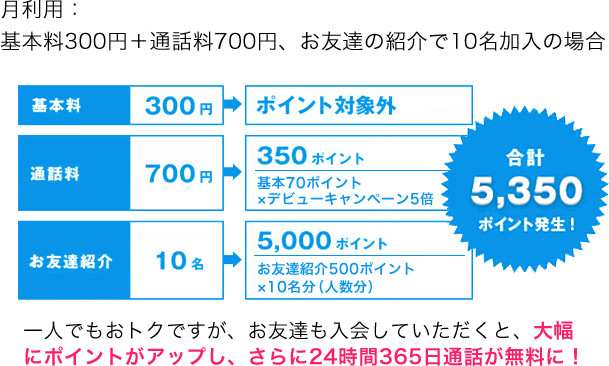 月利用：
基本料300円＋通話料700円、お友達の紹介で10名加入の場合
基本料 300円 ポイント対象外
通話料 700円 350ポイント
基本70ポイント
×デビューキャンペーン5倍
お友達紹介 10名 5,000ポイント
お友達紹介500ポイント
×10名分（人数分）
合計
5,350
ポイント発生！
一人でもおトクですが、お友達も入会していただくと、大幅
にポイントがアップし、さらに24時間365日通話が無料に！